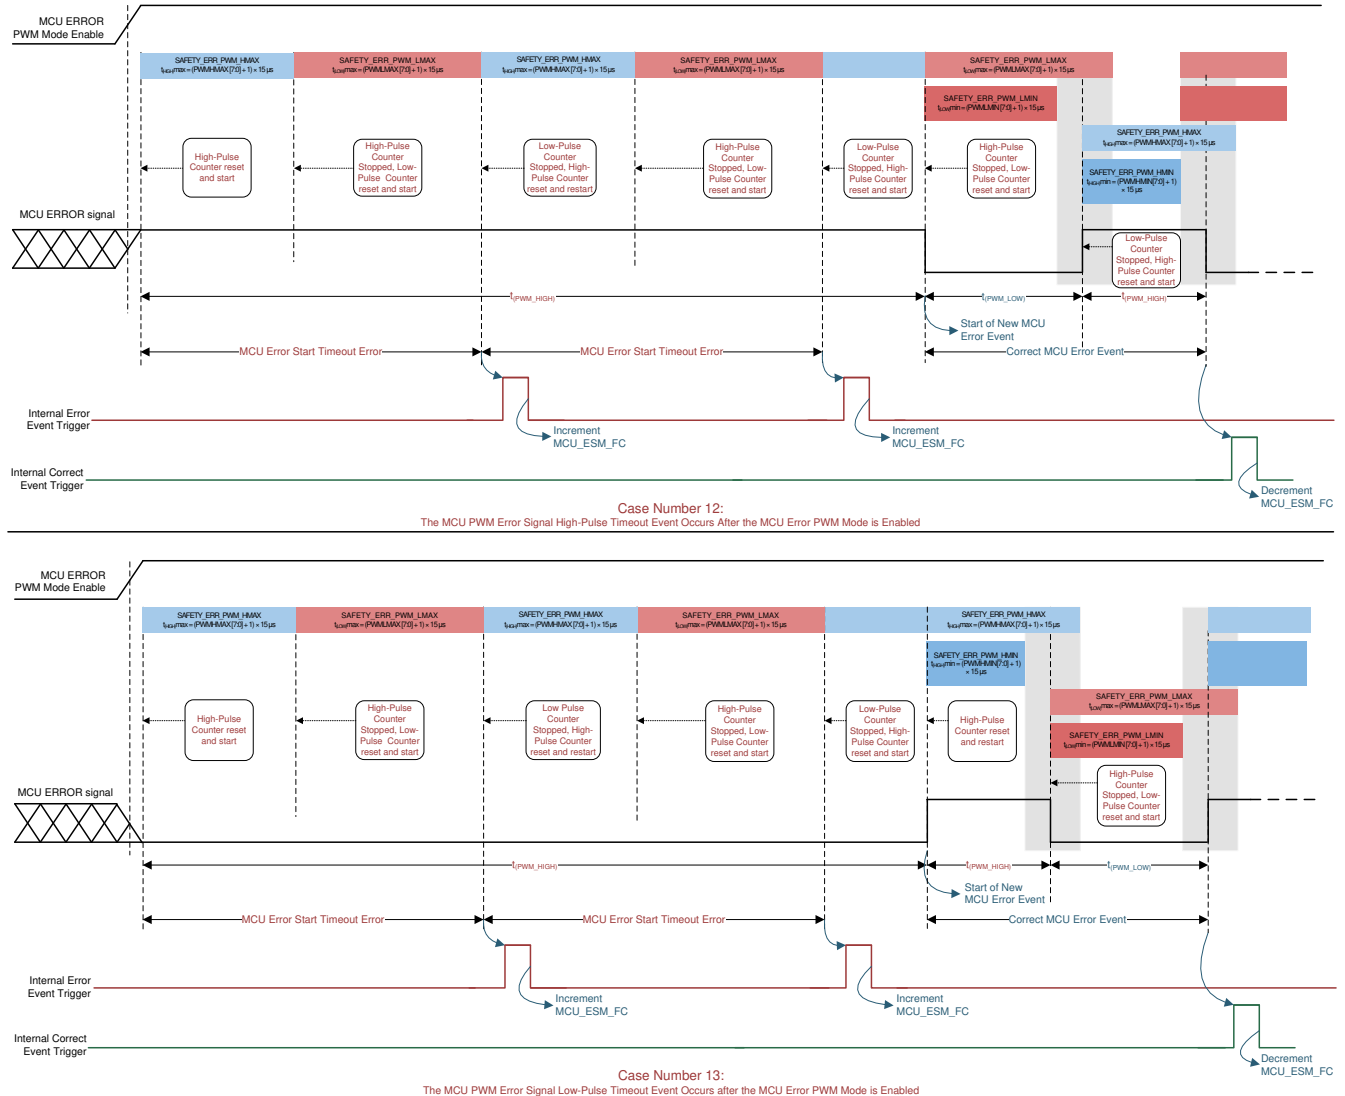 MCU ERROR
PWM Mode Enable
SAFETY_ERR_PWM_HMAX
tHIGHmax = (PWMHMAX[7:0] + 1) × 15 µs
SAFETY_ERR_PWM_LMAX
tLOWmax = (PWMLMAX[7:0] + 1) × 15 µs
SAFETY_ERR_PWM_HMAX
tHIGHmax = (PWMHMAX[7:0] + 1) × 15 µs
SAFETY_ERR_PWM_LMAX
tLOWmax = (PWMLMAX[7:0] + 1) × 15 µs
SAFETY_ERR_PWM_LMAX
tLOWmax = (PWMLMAX[7:0] + 1) × 15 µs
SAFETY_ERR_PWM_LMIN
tLOWmin = (PWMLMIN[7:0] + 1) × 15 µs
SAFETY_ERR_PWM_HMAX
tHIGHmax = (PWMHMAX[7:0] + 1) × 15 µs
SAFETY_ERR_PWM_HMIN
tHIGHmin = (PWMHMIN[7:0] + 1)
× 15 µs
High-Pulse
Counter reset
and start
High-Pulse
Counter
Stopped, Low-
Pulse Counter
reset and start
Low-Pulse
Counter
Stopped, High-
Pulse Counter
reset and restart
High-Pulse
Counter
Stopped, Low-
Pulse Counter
reset and start
Low-Pulse
Counter
Stopped, High-
Pulse Counter
reset and start
High-Pulse
Counter
Stopped, Low-
Pulse Counter
reset and start
MCU ERROR signal
Low-Pulse
Counter
Stopped, High-
Pulse Counter
reset and start
t(PWM_HIGH)
t(PWM_LOW)
t(PWM_HIGH)
Start of New MCU
Error Event
MCU Error Start Timeout Error
MCU Error Start Timeout Error
Correct MCU Error Event
Internal Error
Event Trigger
Increment
MCU_ESM_FC
Increment
MCU_ESM_FC
Internal Correct
Event Trigger
Decrement
MCU_ESM_FC
Case Number 12:
The MCU PWM Error Signal High-Pulse Timeout Event Occurs After the MCU Error PWM Mode is Enabled
MCU ERROR
PWM Mode Enable
SAFETY_ERR_PWM_HMAX
tHIGHmax = (PWMHMAX[7:0] + 1) × 15 µs
SAFETY_ERR_PWM_LMAX
tLOWmax = (PWMLMAX[7:0] + 1) × 15 µs
SAFETY_ERR_PWM_HMAX
tHIGHmax = (PWMHMAX[7:0] + 1) × 15 µs
SAFETY_ERR_PWM_LMAX
tLOWmax = (PWMLMAX[7:0] + 1) × 15 µs
SAFETY_ERR_PWM_HMAX
tHIGHmax = (PWMHMAX[7:0] + 1) × 15 µs
SAFETY_ERR_PWM_HMIN
tHIGHmin = (PWMHMIN[7:0] + 1)
× 15 µs
SAFETY_ERR_PWM_LMAX
tLOWmax = (PWMLMAX[7:0] + 1) × 15 µs
SAFETY_ERR_PWM_LMIN
tLOWmin = (PWMLMIN[7:0] + 1) × 15 µs
High-Pulse
Counter reset
and start
High-Pulse
Counter
Stopped, Low-
Pulse Counter
reset and start
Low Pulse
Counter
Stopped, High-
Pulse Counter
reset and restart
High-Pulse
Counter
Stopped, Low-
Pulse Counter
reset and start
Low-Pulse
Counter
Stopped, High-
Pulse Counter
reset and start
High-Pulse
Counter reset
and restart
High-Pulse
Counter
Stopped, Low-
Pulse Counter
reset and start
MCU ERROR signal
t(PWM_HIGH)
t(PWM_HIGH)
t(PWM_LOW)
Start of New
MCU Error Event
MCU Error Start Timeout Error
MCU Error Start Timeout Error
Correct MCU Error Event
Internal Error
Event Trigger
Increment
MCU_ESM_FC
Increment
MCU_ESM_FC
Internal Correct
Event Trigger
Decrement
MCU_ESM_FC
Case Number 13:
The MCU PWM Error Signal Low-Pulse Timeout Event Occurs after the MCU Error PWM Mode is Enabled